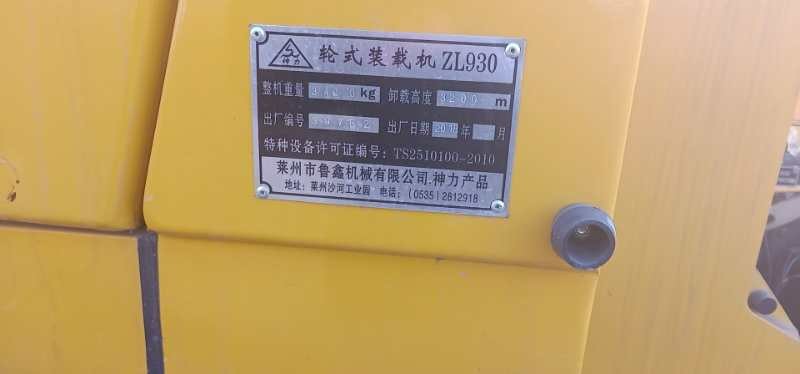 神力 轮式装载机 ZL930
整机重量 kg 卸载高度 3200 m
出厂编号 出厂日期 年 月
特种设备许可证编号：TS2510100-2010
莱州市鲁鑫机械有限公司.神力产品
地址：莱州沙河工业园 电话：(0535)2812918